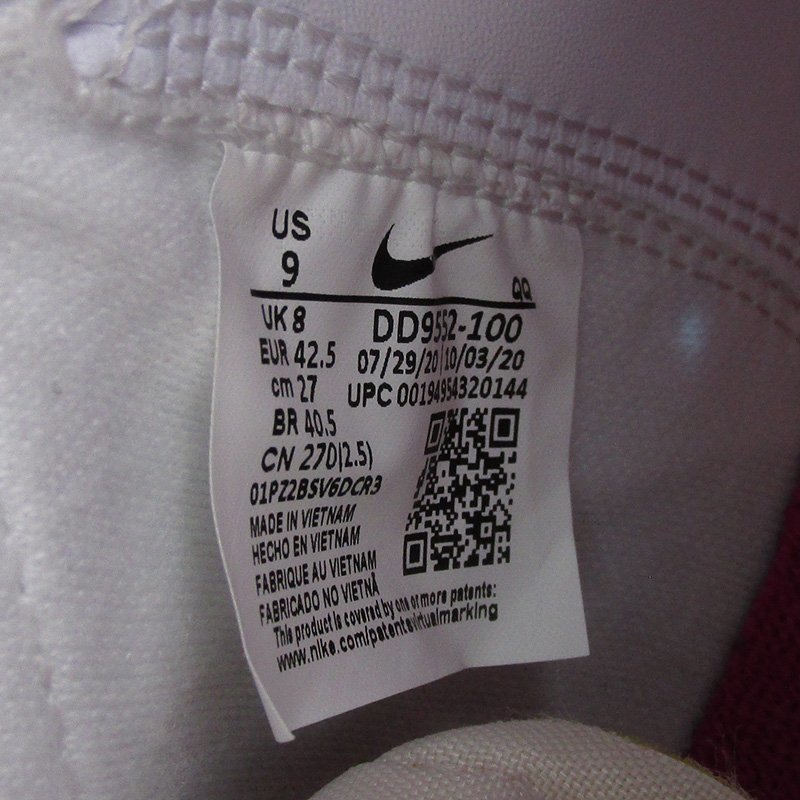 US
9
QQ
UK 8
DD9552-100
EUR 42.5
07/29/20 10/03/20
cm 27
UPC 00194954320144
BR 40.5
CN 270(2.5)
01PZ2BSV6DCR3
MADE IN VIETNAM
HECHO EN VIETNAM
FABRIQUE AU VIETNAM
FABRICADO NO VIETNÃ
This product is covered by one or more patents:
www.nike.com/patentsvirtualmarking